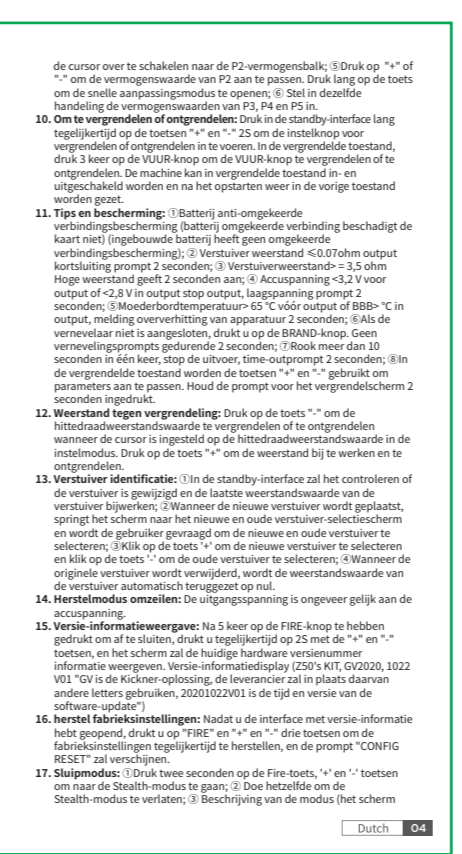 de cursor over te schakelen naar de P2-vermogensbalk; ⑤Druk op "+" of
"-" om de vermogenswaarde van P2 aan te passen. Druk lang op de toets
om de snelle aanpassingsmodus te openen; ⑥ Stel in dezelfde
handeling de vermogenswaarden van P3, P4 en P5 in.
10. Om te vergrendelen of ontgrendelen: Druk in de standby-interface lang
tegelijkertijd op de toetsen "+" en "-" 2S om de instelknop voor
vergrendelen of ontgrendelen in te voeren. In de vergrendelde toestand,
druk 3 keer op de VUUR-knop om de VUUR-knop te vergrendelen of te
ontgrendelen. De machine kan in vergrendelde toestand in- en
uitgeschakeld worden en na het opstarten weer in de vorige toestand
worden gezet.
11. Tips en bescherming: ①Batterij anti-omgekeerde
verbindingsbescherming (batterij omgekeerde verbinding beschadigt de
kaart niet) (ingebouwde batterij heeft geen omgekeerde
verbindingsbescherming); ② Verstuiver weerstand ≤0.07ohm output
kortsluiting prompt 2 seconden; ③ Verstuiverweerstand> = 3,5 ohm
Hoge weerstand geeft 2 seconden aan; ④ Accuspanning <3,2 V voor
output of <2,8 V in output stop output, laagspanning prompt 2
seconden; ⑤Moederbordtemperatuur> 65 °C vóór output of BBB> °C in
output, melding oververhitting van apparatuur 2 seconden; ⑥Als de
vernevelaar niet is aangesloten, drukt u op de BRAND-knop. Geen
vernevelingsprompts gedurende 2 seconden; ⑦Rook meer dan 10
seconden in één keer, stop de uitvoer, time-outprompt 2 seconden; ⑧In
de vergrendelde toestand worden de toetsen "+" en "-" gebruikt om
parameters aan te passen. Houd de prompt voor het vergrendelscherm 2
seconden ingedrukt.
12. Weerstand tegen vergrendeling: Druk op de toets "-" om de
hittedraadweerstandswaarde te vergrendelen of te ontgrendelen
wanneer de cursor is ingesteld op de hittedraadweerstandswaarde in de
instelmodus. Druk op de toets "+" om de weerstand bij te werken en te
ontgrendelen.
13. Verstuiver identificatie: ①In de standby-interface zal het controleren of
de verstuiver is gewijzigd en de laatste weerstandswaarde van de
verstuiver bijwerken; ②Wanneer de nieuwe verstuiver wordt geplaatst,
springt het scherm naar het nieuwe en oude verstuiver-selectiescherm
en wordt de gebruiker gevraagd om de nieuwe en oude verstuiver te
selecteren; ③Klik op de toets '+' om de nieuwe verstuiver te selecteren
en klik op de toets '-' om de oude verstuiver te selecteren; ④Wanneer de
originele verstuiver wordt verwijderd, wordt de weerstandswaarde van
de verstuiver automatisch teruggezet op nul.
14. Herstelmodus omzeilen: De uitgangsspanning is ongeveer gelijk aan de
accuspanning.
15. Versie-informatieweergave: Na 5 keer op de FIRE-knop te hebben
gedrukt om af te sluiten, drukt u tegelijkertijd op 2S met de "+" en "-"
toetsen, en het scherm zal de huidige hardware versienummer
informatie weergeven. Versie-informatiedisplay (Z50's KIT, GV2020, 1022
V01 "GV is de Kickner-oplossing, de leverancier zal in plaats daarvan
andere letters gebruiken, 20201022V01 is de tijd en versie van de
software-update")
16. herstel fabrieksinstellingen: Nadat u de interface met versie-informatie
hebt geopend, drukt u op "FIRE" en "+" en "-" drie toetsen om de
fabrieksinstellingen tegelijkertijd te herstellen, en de prompt "CONFIG
RESET" zal verschijnen.
17. Sluipmodus: ①Druk twee seconden op de Fire-toets, '+' en '-' toetsen
om naar de Stealth-modus te gaan; ② Doe hetzelfde om de
Stealth-modus te verlaten; ③ Beschrijving van de modus (het scherm
Dutch 04